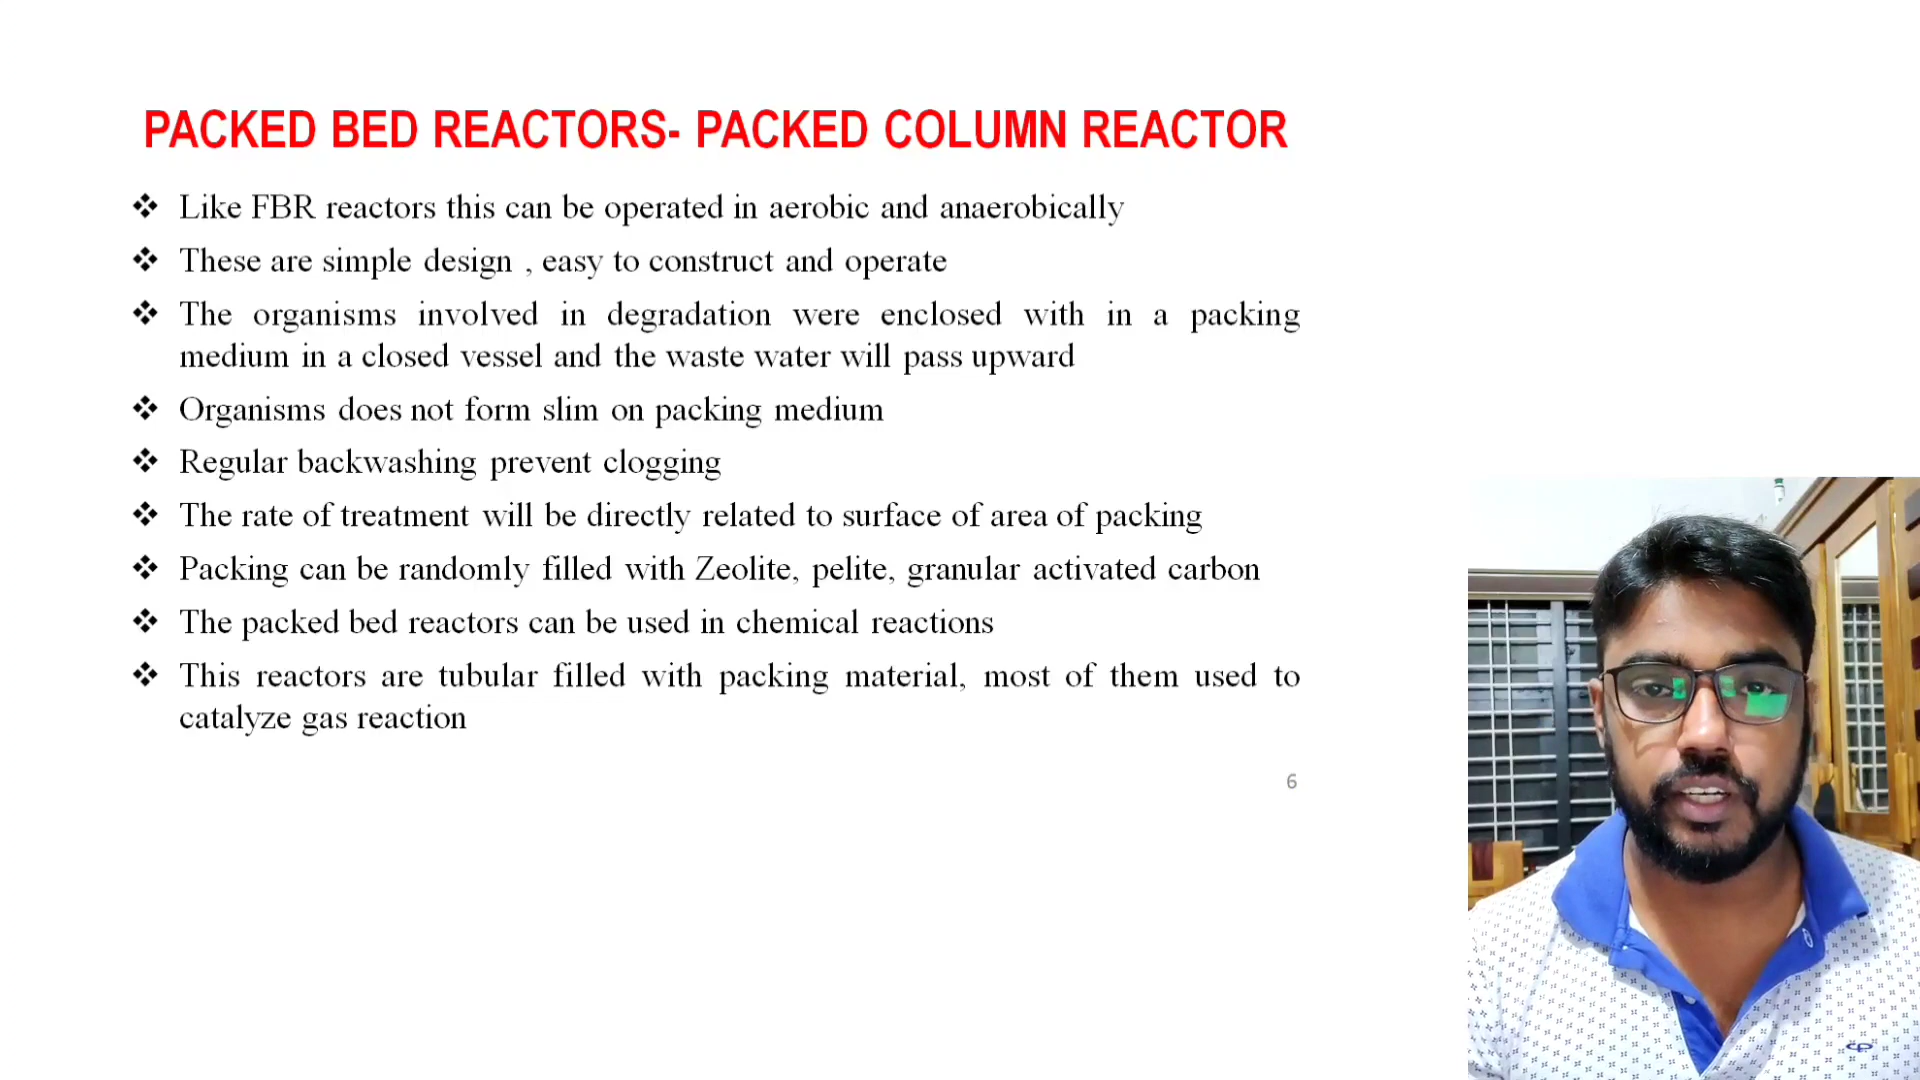 PACKED BED REACTORS- PACKED COLUMN REACTOR
❖ Like FBR reactors this can be operated in aerobic and anaerobically
❖ These are simple design , easy to construct and operate
❖ The organisms involved in degradation were enclosed with in a packing
medium in a closed vessel and the waste water will pass upward
❖ Organisms does not form slim on packing medium
❖ Regular backwashing prevent clogging
❖ The rate of treatment will be directly related to surface of area of packing
❖ Packing can be randomly filled with Zeolite, pelite, granular activated carbon
❖ The packed bed reactors can be used in chemical reactions
❖ This reactors are tubular filled with packing material, most of them used to
catalyze gas reaction
6